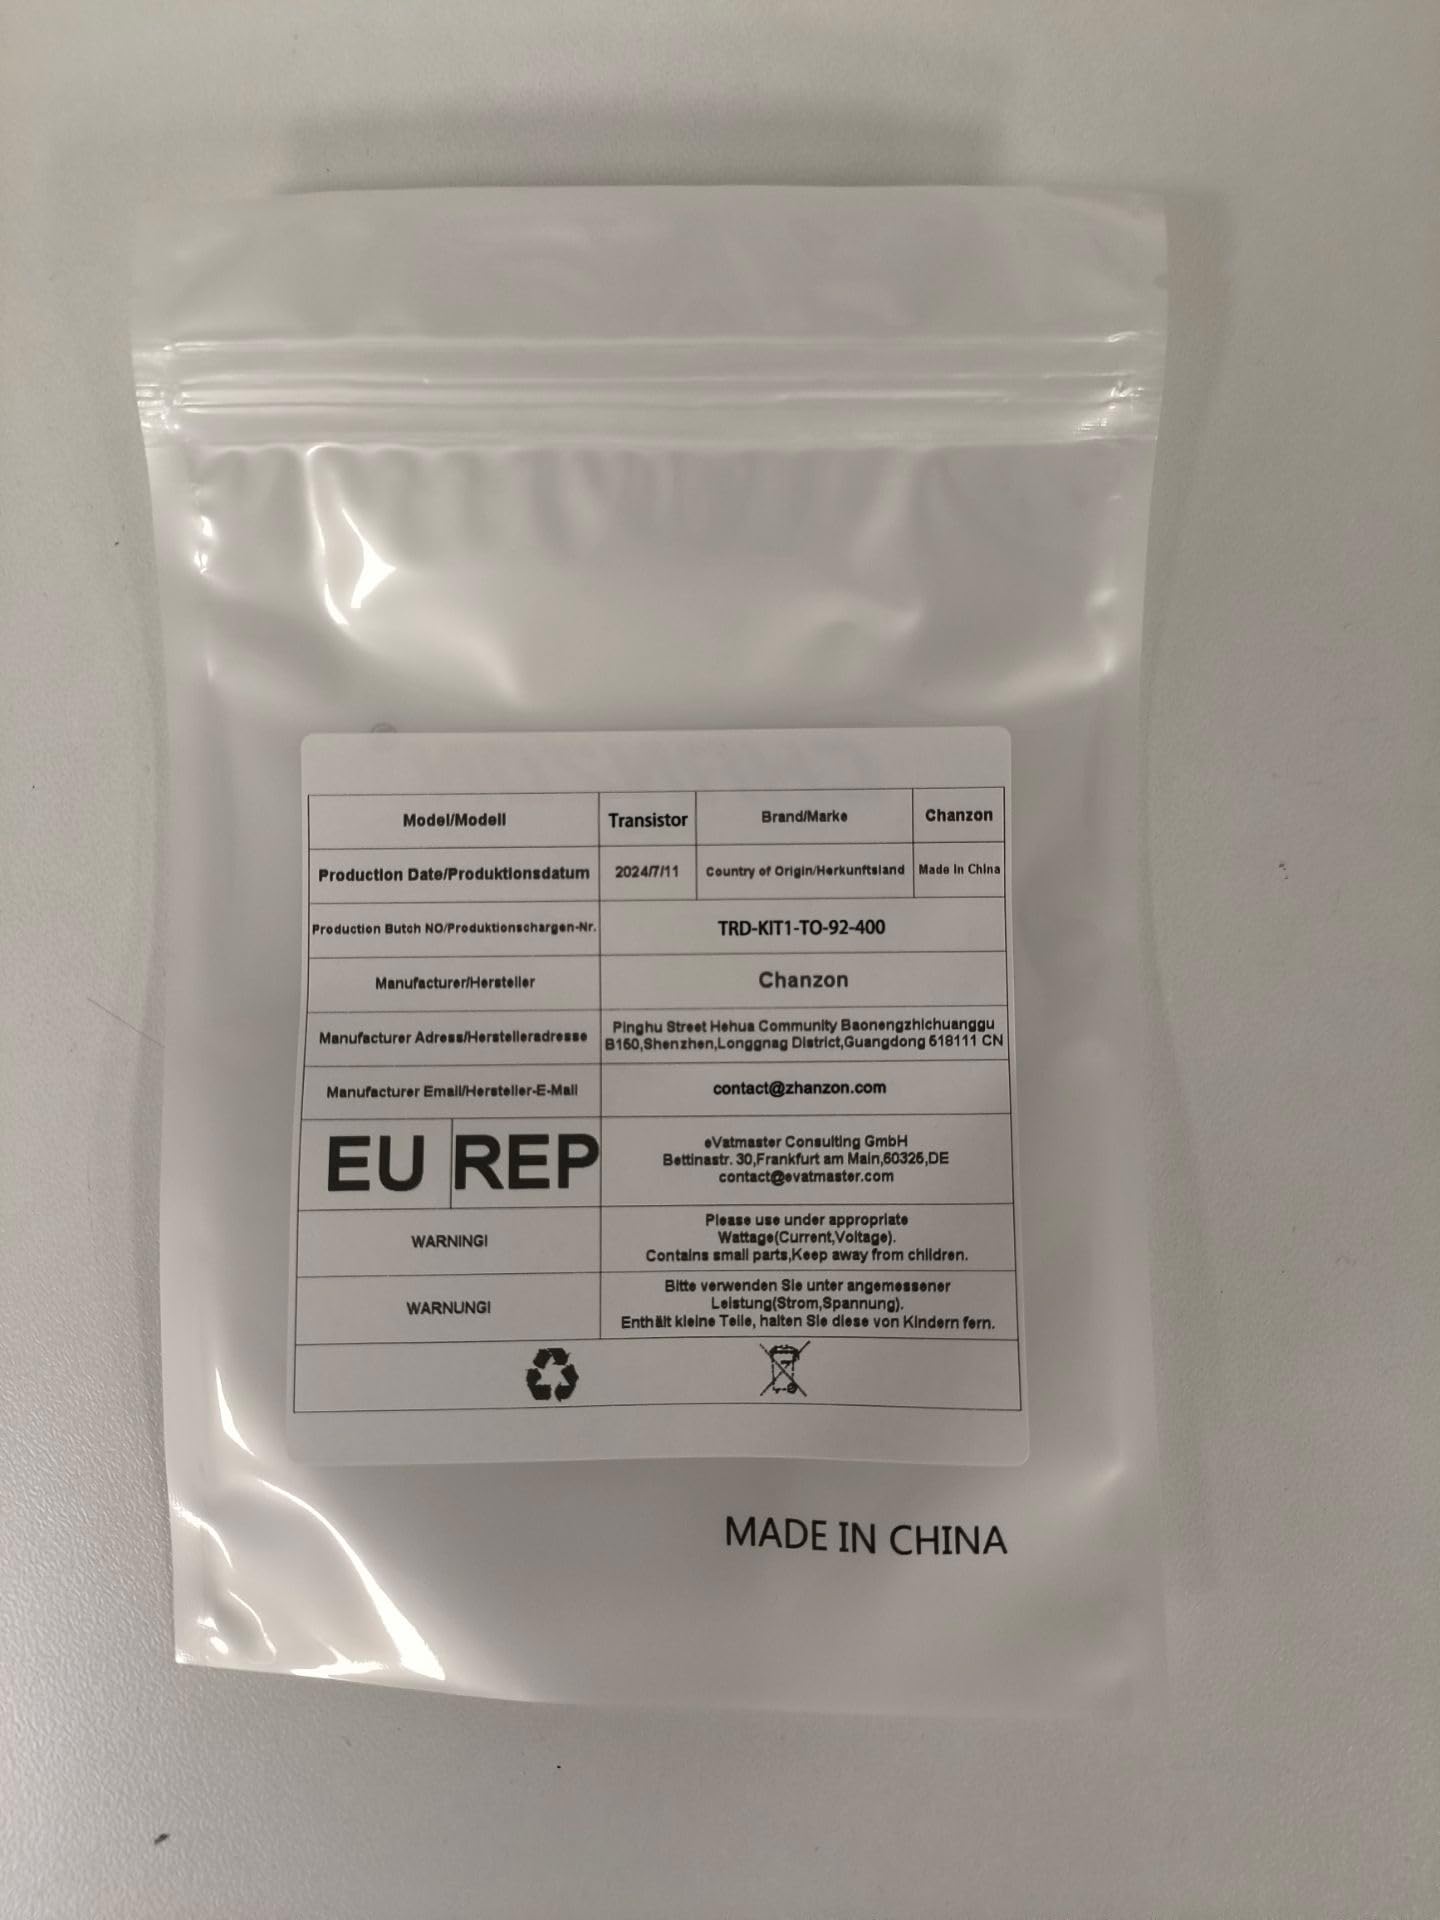 Model/Modell Transistor Brand/Marke Chanzon
Production Date/Produktionsdatum 2024/7/11 Country of Origin/Herkunftsland Made in China
Production Butch NO/Produktionschargen-Nr. TRD-KIT1-TO-92-400
Manufacturer/Hersteller Chanzon
Manufacturer Adress/Herstelleradresse Pinghu Street Hehua Community Baonengzhichuanggu
B150,Shenzhen,Longgnag District,Guangdong 518111 CN
Manufacturer Email/Hersteller-E-Mail contact@zhanzon.com
EU REP
eVatmaster Consulting GmbH
Bettinastr. 30,Frankfurt am Main,60325,DE
contact@evatmaster.com
WARNING!
Please use under appropriate
Wattage(Current,Voltage).
Contains small parts,Keep away from children.
WARNUNG!
Bitte verwenden Sie unter angemessener
Leistung(Strom,Spannung).
Enthält kleine Teile, halten Sie diese von Kindern fern.
MADE IN CHINA